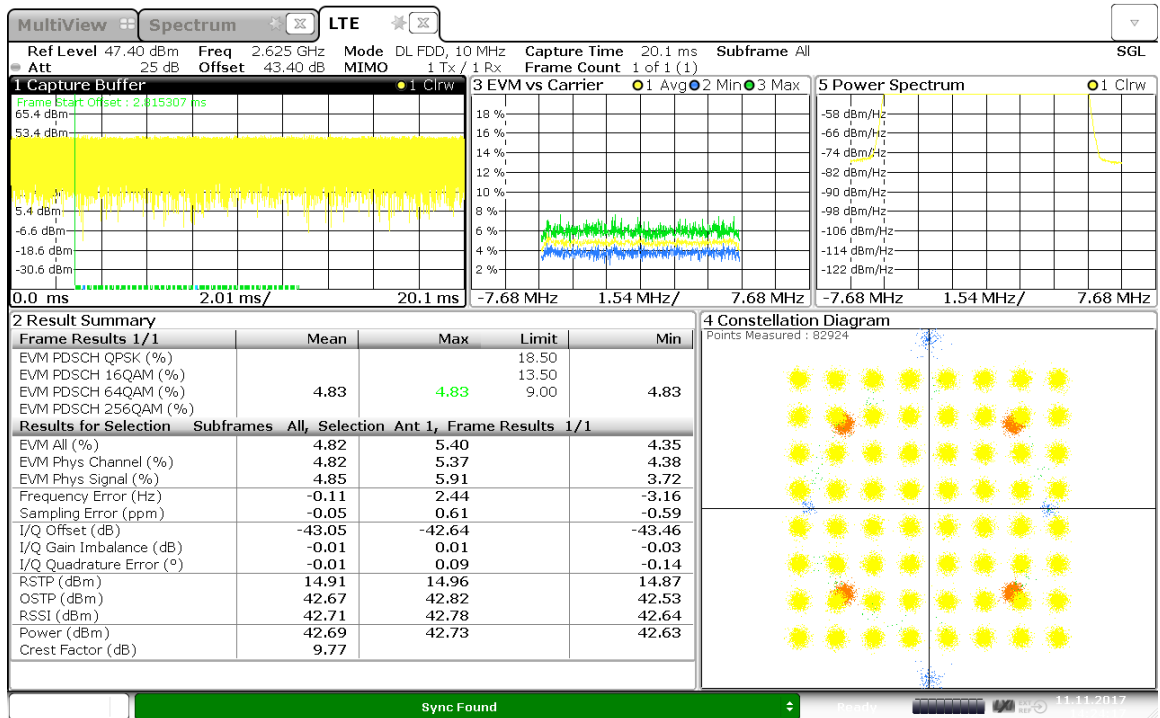 MultiView Spectrum LTE
Ref Level 47.40 dBm Freq 2.625 GHz Mode DL FDD, 10 MHz Capture Time 20.1 ms Subframe All SGL
Att 25 dB Offset 43.40 dB MIMO 1 Tx / 1 Rx Frame Count 1 of 1 (1)
1 Capture Buffer 1 Clrw
Frame Start Offset : 2.815307 ms
65.4 dBm
53.4 dBm
5.4 dBm
-6.6 dBm
-18.6 dBm
-30.6 dBm
0.0 ms 2.01 ms/ 20.1 ms
3 EVM vs Carrier 1 Avg 2 Min 3 Max
18 %
16 %
14 %
12 %
10 %
8 %
6 %
4 %
2 %
-7.68 MHz 1.54 MHz/ 7.68 MHz
5 Power Spectrum 1 Clrw
-58 dBm/Hz
-66 dBm/Hz
-74 dBm/Hz
-82 dBm/Hz
-90 dBm/Hz
-98 dBm/Hz
-106 dBm/Hz
-114 dBm/Hz
-122 dBm/Hz
-7.68 MHz 1.54 MHz/ 7.68 MHz
2 Result Summary
Frame Results 1/1 Mean Max Limit Min
EVM PDSCH QPSK (%) 18.50
EVM PDSCH 16QAM (%) 13.50
EVM PDSCH 64QAM (%) 4.83 4.83 9.00 4.83
EVM PDSCH 256QAM (%)
Results for Selection Subframes All, Selection Ant 1, Frame Results 1/1
EVM All (%) 4.82 5.40 4.35
EVM Phys Channel (%) 4.82 5.37 4.38
EVM Phys Signal (%) 4.85 5.91 3.72
Frequency Error (Hz) -0.11 2.44 -3.16
Sampling Error (ppm) -0.05 0.61 -0.59
I/Q Offset (dB) -43.05 -42.64 -43.46
I/Q Gain Imbalance (dB) -0.01 0.01 -0.03
I/Q Quadrature Error (°) -0.01 0.09 -0.14
RSTP (dBm) 14.91 14.96 14.87
OSTP (dBm) 42.67 42.82 42.53
RSSI (dBm) 42.71 42.78 42.64
Power (dBm) 42.69 42.73 42.63
Crest Factor (dB) 9.77
4 Constellation Diagram
Points Measured : 82924
Sync Found Ready LXI EXT REF 11.11.2017